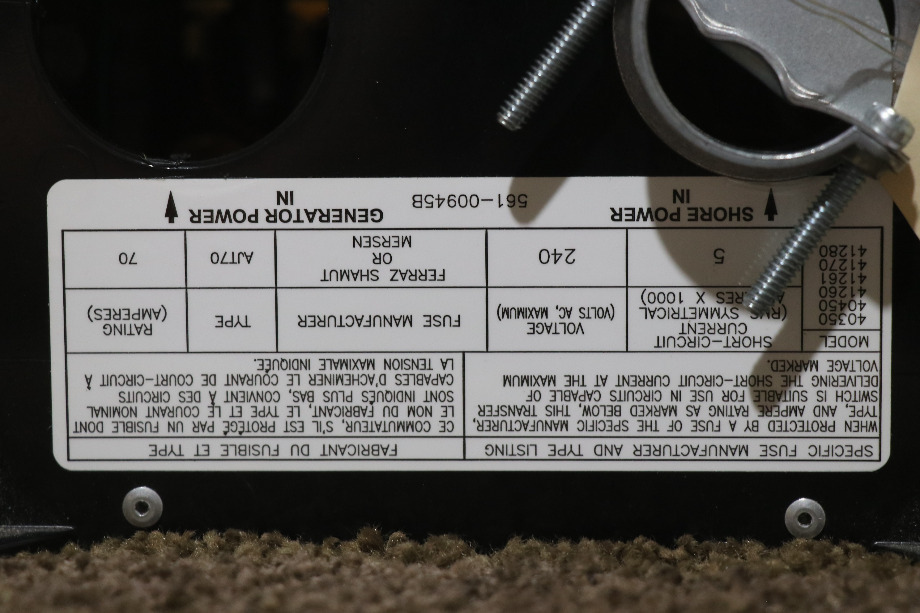 SPECIFIC FUSE MANUFACTURER AND TYPE LISTING
WHEN PROTECTED BY A FUSE OF THE SPECIFIC MANUFACTURER,
TYPE, AND AMPERE RATING AS MARKED BELOW, THIS TRANSFER
SWITCH IS SUITABLE FOR USE IN CIRCUITS CAPABLE OF
DELIVERING THE SHORT-CIRCUIT CURRENT AT THE MAXIMUM
VOLTAGE MARKED.
FABRICANT DU FUSIBLE ET TYPE
CE COMMUTATEUR, S'IL EST PROTÉGÉ PAR UN FUSIBLE DONT
LE NOM DU FABRICANT, LE TYPE ET LE COURANT NOMINAL
SONT INDIQUÉS PLUS BAS, CONVIENT À DES CIRCUITS
CAPABLES D'ACHEMINER LE COURANT DE COURT-CIRCUIT À
LA TENSION MAXIMALE INDIQUÉE.
MODEL
40350
40450
41260
41261
41270
41280
SHORT-CIRCUIT
CURRENT
(RMS SYMMETRICAL
X 1000)
5
VOLTAGE
(VOLTS AC, MAXIMUM)
240
FUSE MANUFACTURER
FERRAZ SHAMUT
OR
MERSEN
TYPE
AJT70
RATING
(AMPERES)
70
SHORE POWER
IN
561-00945B
GENERATOR POWER
IN